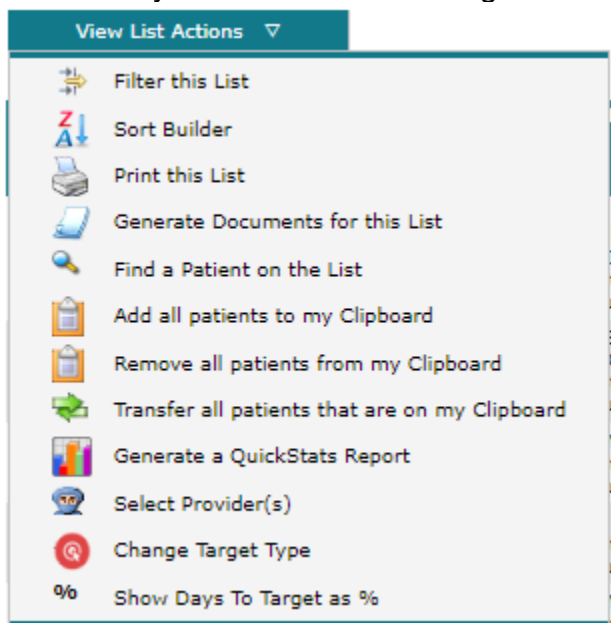 View List Actions ▽
Filter this List
Sort Builder
Print this List
Generate Documents for this List
Find a Patient on the List
Add all patients to my Clipboard
Remove all patients from my Clipboard
Transfer all patients that are on my Clipboard
Generate a QuickStats Report
Select Provider(s)
Change Target Type
% Show Days To Target as %